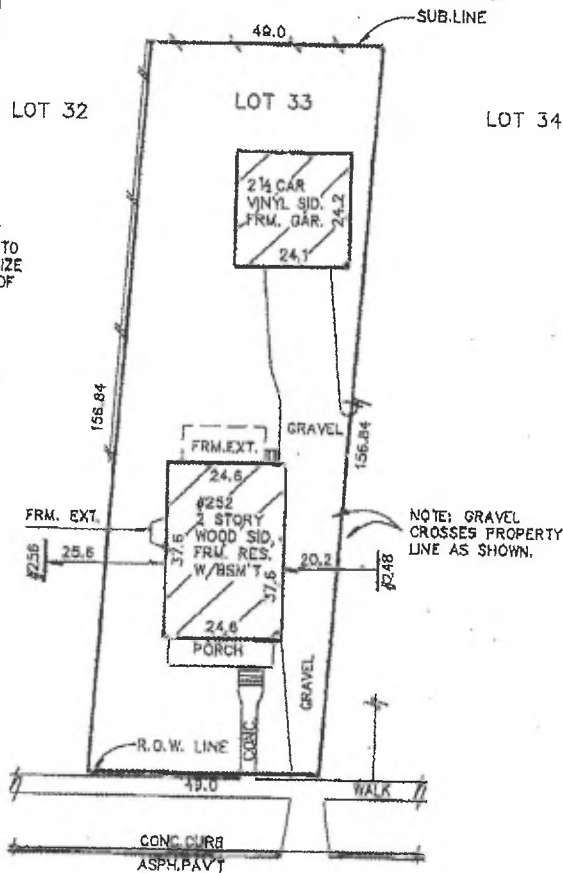 SUB.LINE
49.0
LOT 32
LOT 33
LOT 34
2 ½ CAR
VINYL SID.
FRM. GAR.
24.2
24.1
TO
IZE
OF
156.84
156.84
GRAVEL
FRM.EXT.
24.6
#252
2 STORY
WOOD SID.
FRM. RES.
W/BSM'T
37.6
37.6
24.6
FRM. EXT.
#256
25.6
20.2
#248
NOTE: GRAVEL
CROSSES PROPERTY
LINE AS SHOWN.
PORCH
GRAVEL
CONC.
R.O.W. LINE
49.0
WALK
CONC.CURB
ASPH.PAV'T